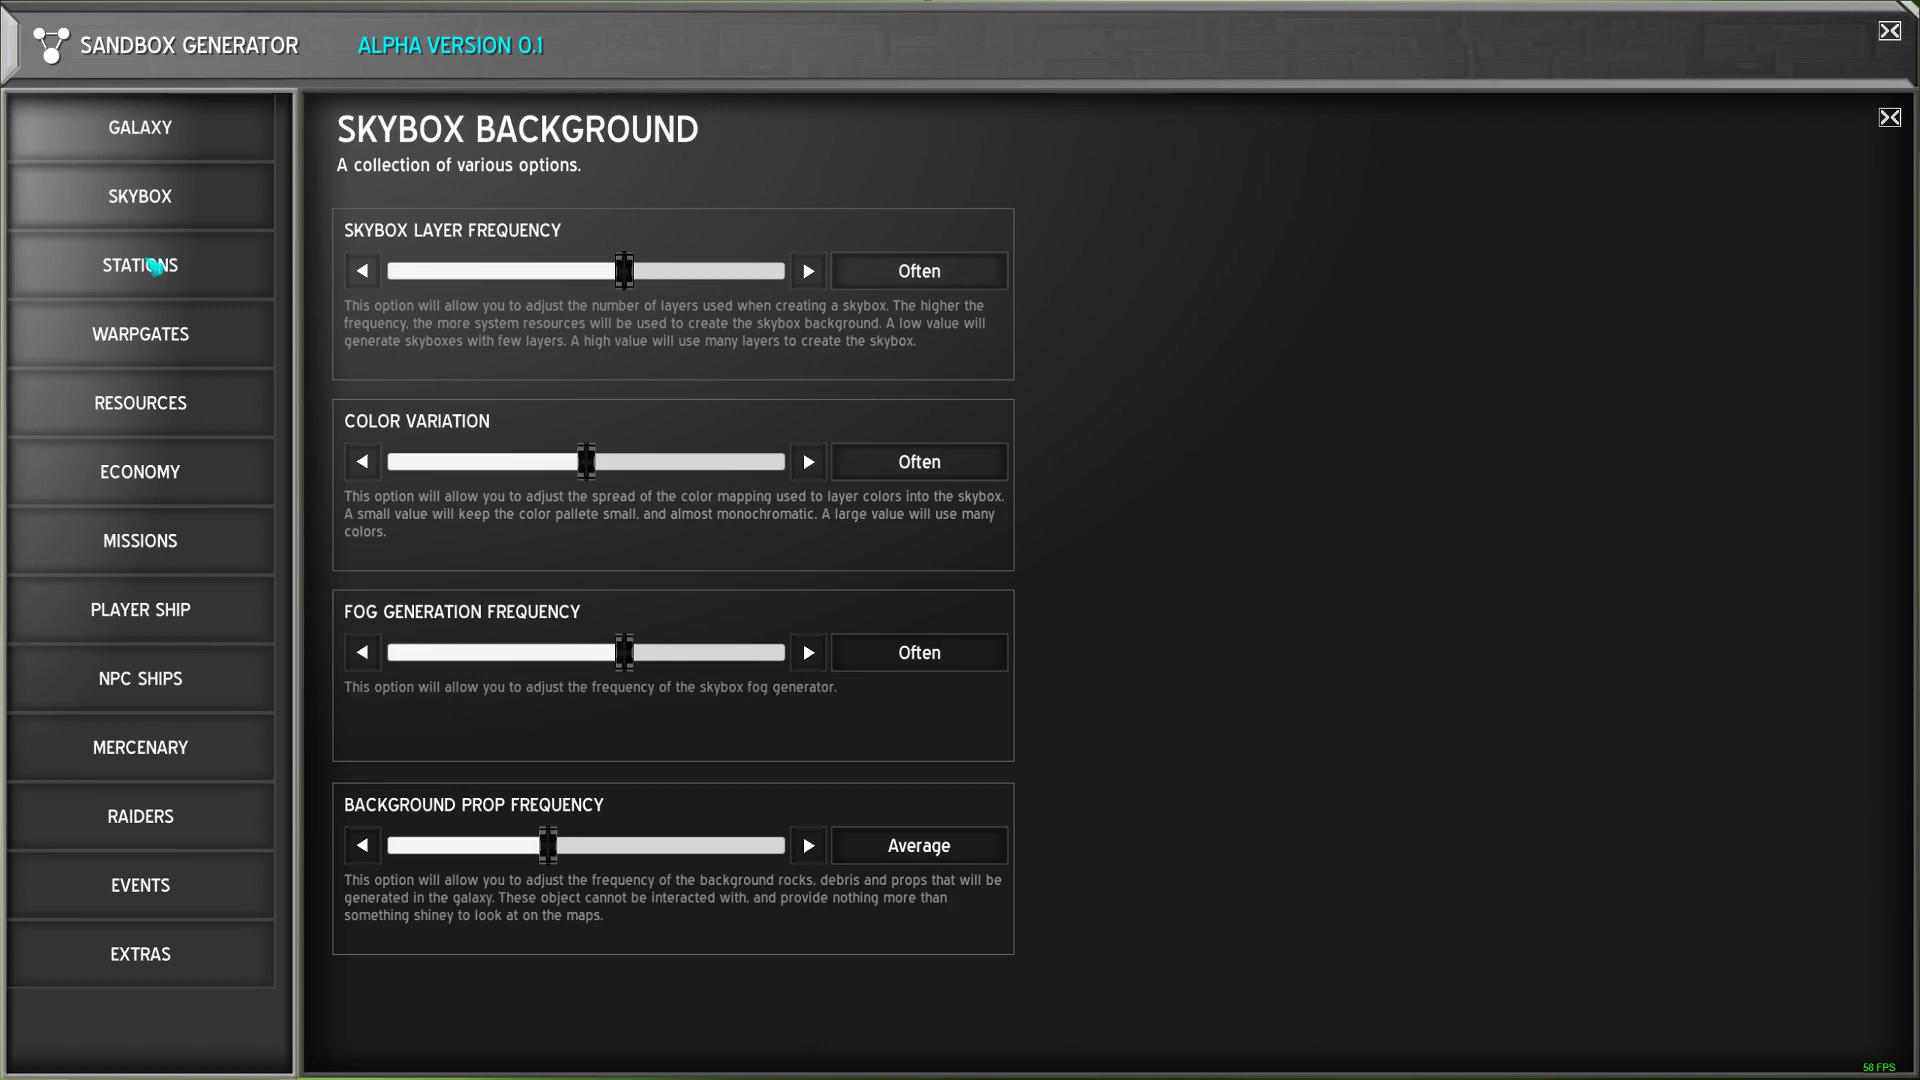 SANDBOX GENERATOR
ALPHA VERSION 0.1
GALAXY
SKYBOX
STATIONS
WARPGATES
RESOURCES
ECONOMY
MISSIONS
PLAYER SHIP
NPC SHIPS
MERCENARY
RAIDERS
EVENTS
EXTRAS
SKYBOX BACKGROUND
A collection of various options.
SKYBOX LAYER FREQUENCY
Often
This option will allow you to adjust the number of layers used when creating a skybox. The higher the
frequency, the more system resources will be used to create the skybox background. A low value will
generate skyboxes with few layers. A high value will use many layers to create the skybox.
COLOR VARIATION
Often
This option will allow you to adjust the spread of the color mapping used to layer colors into the skybox.
A small value will keep the color pallete small, and almost monochromatic. A large value will use many
colors.
FOG GENERATION FREQUENCY
Often
This option will allow you to adjust the frequency of the skybox fog generator.
BACKGROUND PROP FREQUENCY
Average
This option will allow you to adjust the frequency of the background rocks, debris and props that will be
generated in the galaxy. These object cannot be interacted with, and provide nothing more than
something shiney to look at on the maps.
58 FPS